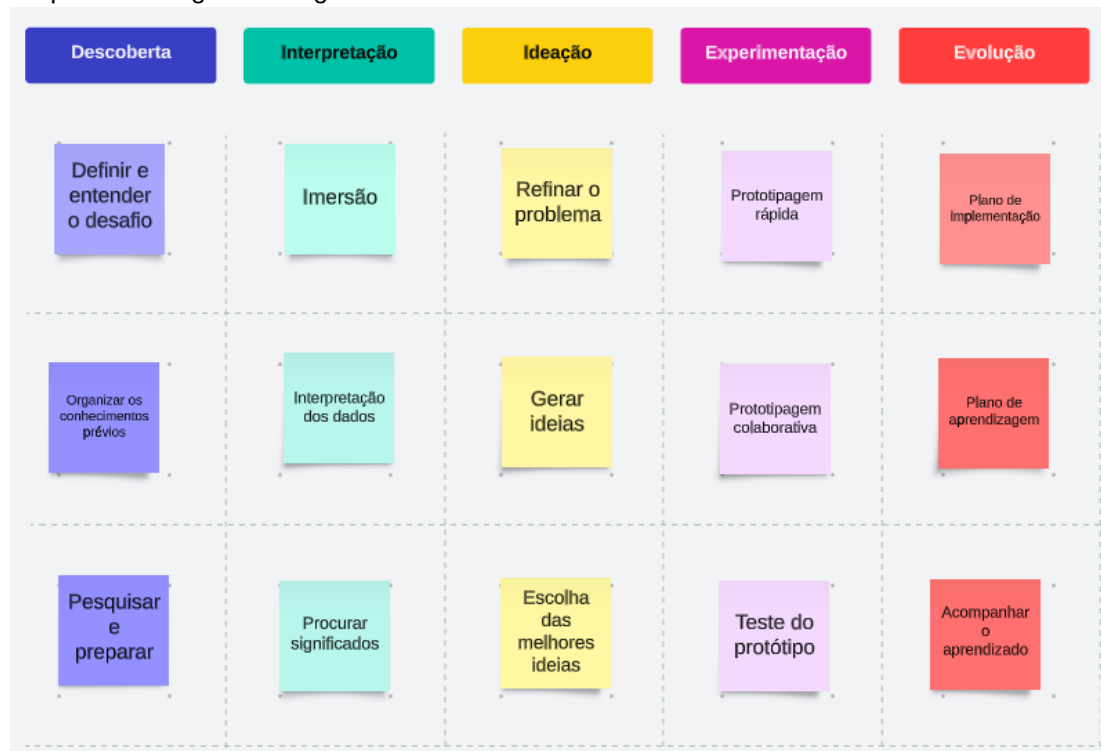 Descoberta
Interpretação
Ideação
Experimentação
Evolução
Definir e
entender
o desafio
Imersão
Refinar o
problema
Prototipagem
rápida
Plano de
implementação
Organizar os
conhecimentos
prévios
Interpretação
dos dados
Gerar
ideias
Prototipagem
colaborativa
Plano de
aprendizagem
Pesquisar
e
preparar
Procurar
significados
Escolha
das
melhores
ideias
Teste do
protótipo
Acompanhar
o
aprendizado